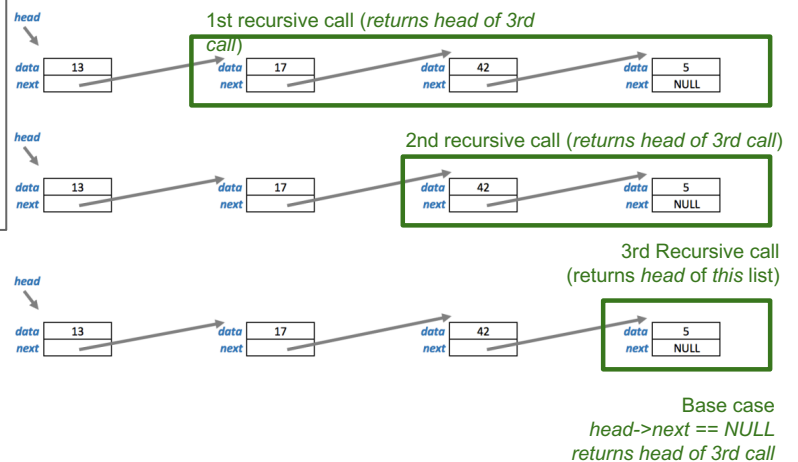 head
1st recursive call (returns head of 3rd
call)
data 13 data 17 data 42 data 5
next next next next NULL
head
2nd recursive call (returns head of 3rd call)
data 13 data 17 data 42 data 5
next next next next NULL
3rd Recursive call
(returns head of this list)
head
data 13 data 17 data 42 data 5
next next next next NULL
Base case
head->next == NULL
returns head of 3rd call